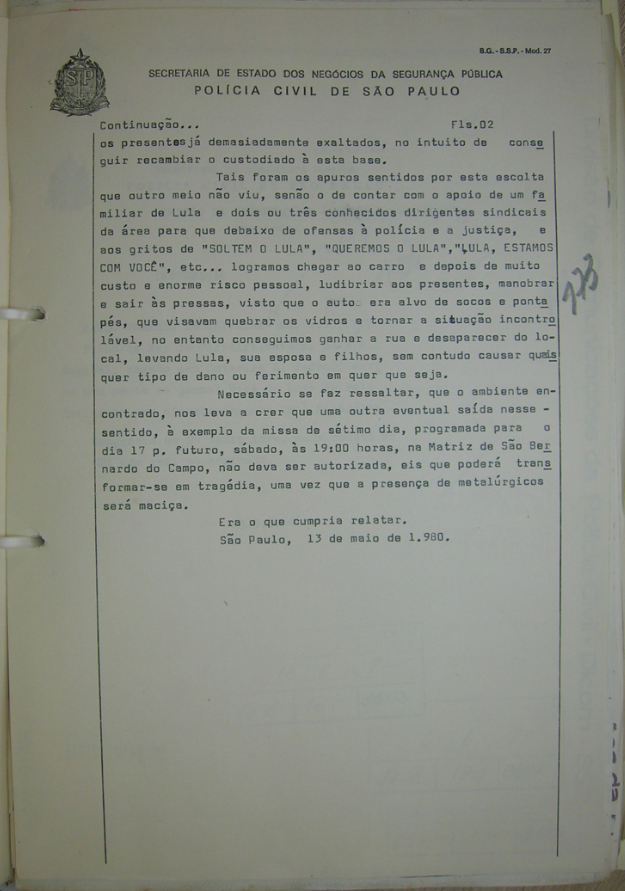 S.G. - S.S.P. - Mod. 27
SP
SECRETARIA DE ESTADO DOS NEGÓCIOS DA SEGURANÇA PÚBLICA
POLÍCIA CIVIL DE SÃO PAULO
Continuação... Fls.02
os presentesjá demasiadamente exaltados, no intuito de conse
guir recambiar o custodiado à esta base.
Tais foram os apuros sentidos por esta escolta
que outro meio não viu, senão o de contar com o apoio de um fa
miliar de Lula e dois ou três conhecidos dirigentes sindicais
da área para que debaixo de ofensas à polícia e a justiça, e
aos gritos de "SOLTEM O LULA", "QUEREMOS O LULA","LULA, ESTAMOS
COM VOCÊ", etc... logramos chegar ao carro e depois de muito
custo e enorme risco pessoal, ludibriar aos presentes, manobrar
e sair às pressas, visto que o auto era alvo de socos e ponta
pés, que visavam quebrar os vidros e tornar a situação incontro
lável, no entanto conseguimos ganhar a rua e desaparecer do lo-
cal, levando Lula, sua esposa e filhos, sem contudo causar quais
quer tipo de dano ou ferimento em quer que seja.
Necessário se faz ressaltar, que o ambiente en-
contrado, nos leva a crer que uma outra eventual saída nesse -
sentido, à exemplo da missa de sétimo dia, programada para o
dia 17 p. futuro, sábado, às 19:00 horas, na Matriz de São Ber
nardo do Campo, não deva ser autorizada, eis que poderá trans
formar-se em tragédia, uma vez que a presença de metalúrgicos
será maciça.
Era o que cumpria relatar.
São Paulo, 13 de maio de 1.980.